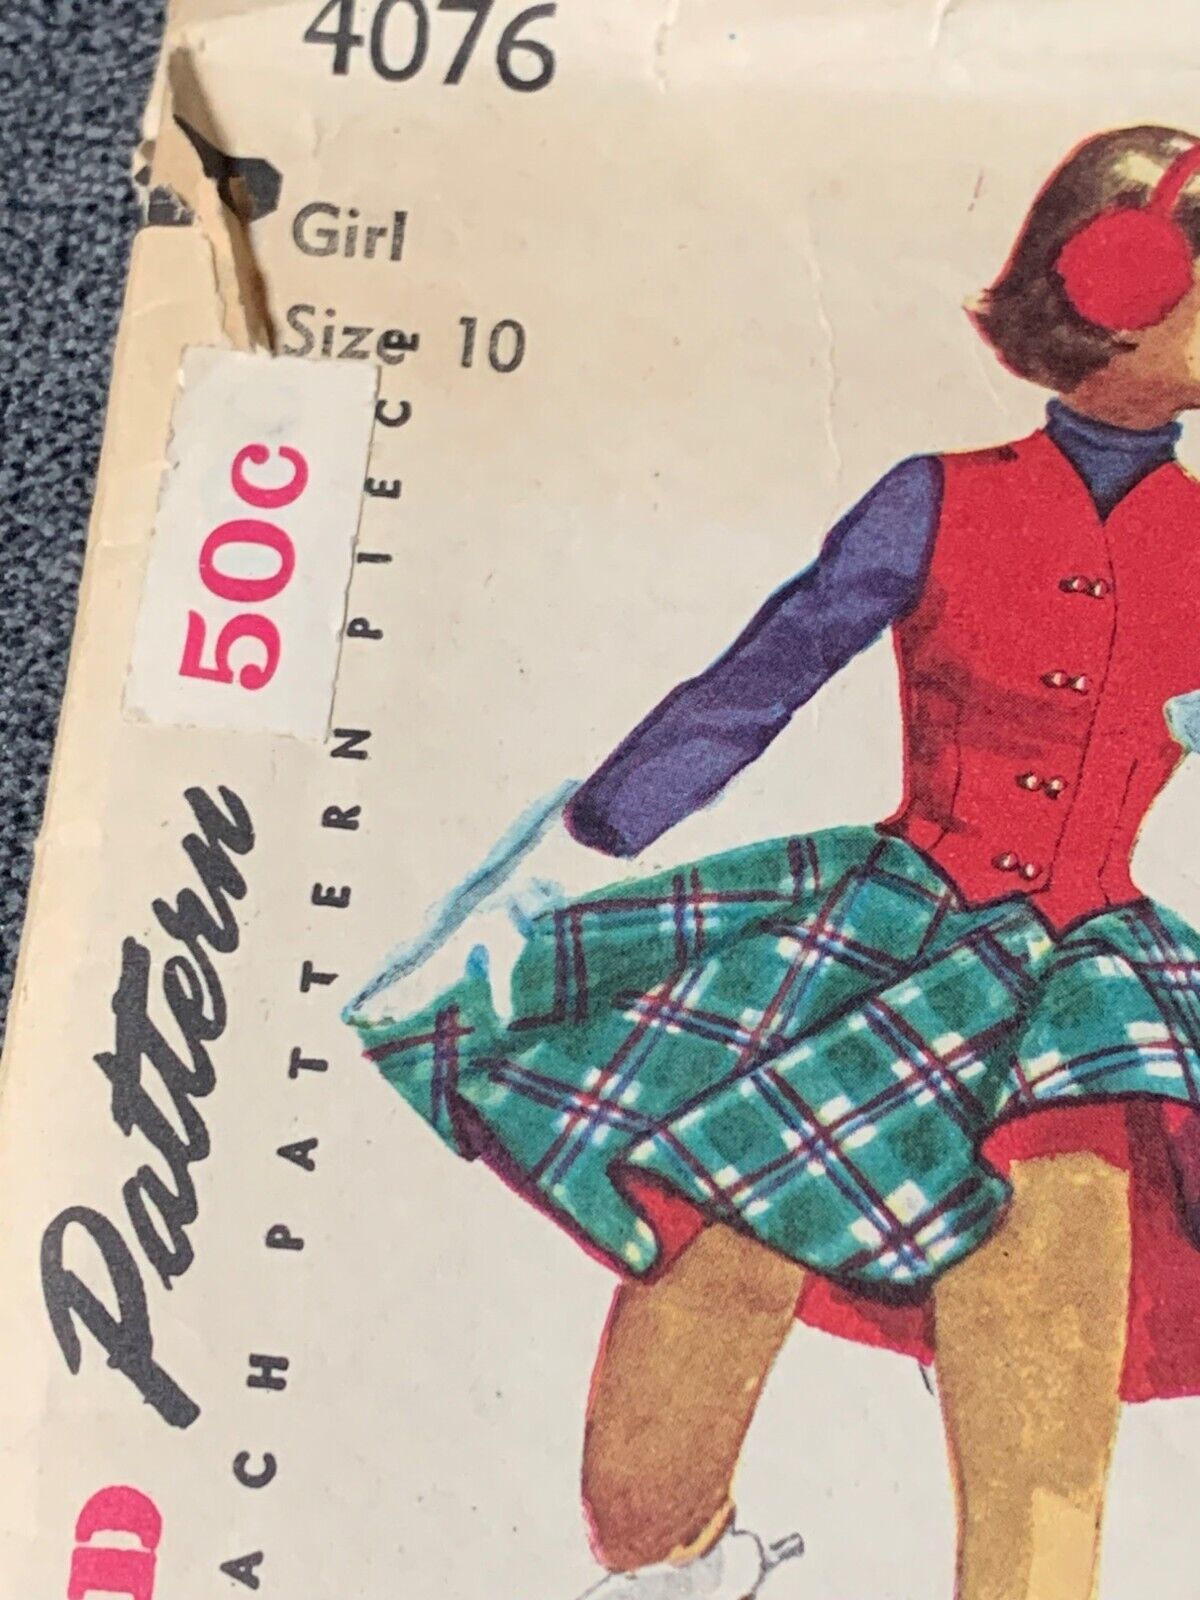 4076
Girl
Size 10
50c
Pattern
ACH PATTERN PIECE
D